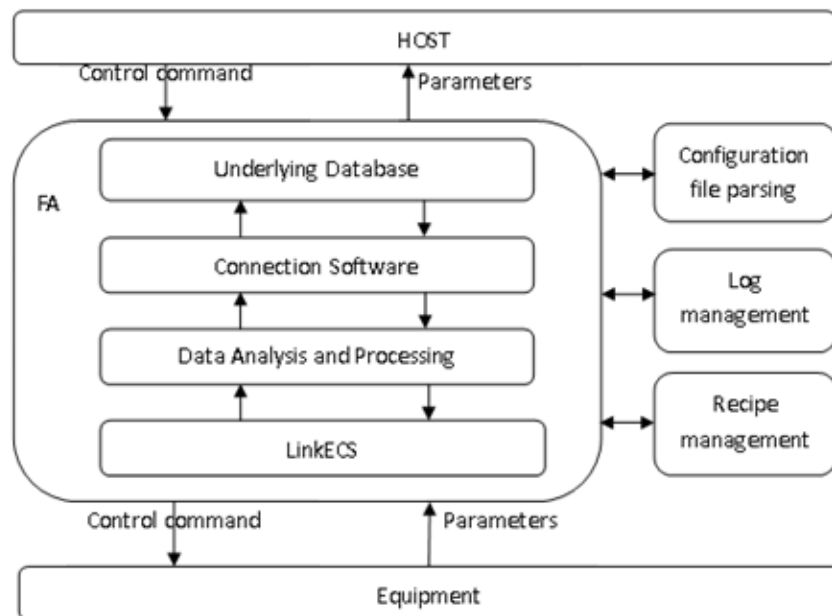 HOST
Control command
Parameters
FA
Underlying Database
Connection Software
Data Analysis and Processing
LinkECS
Configuration
file parsing
Log
management
Recipe
management
Control command
Parameters
Equipment